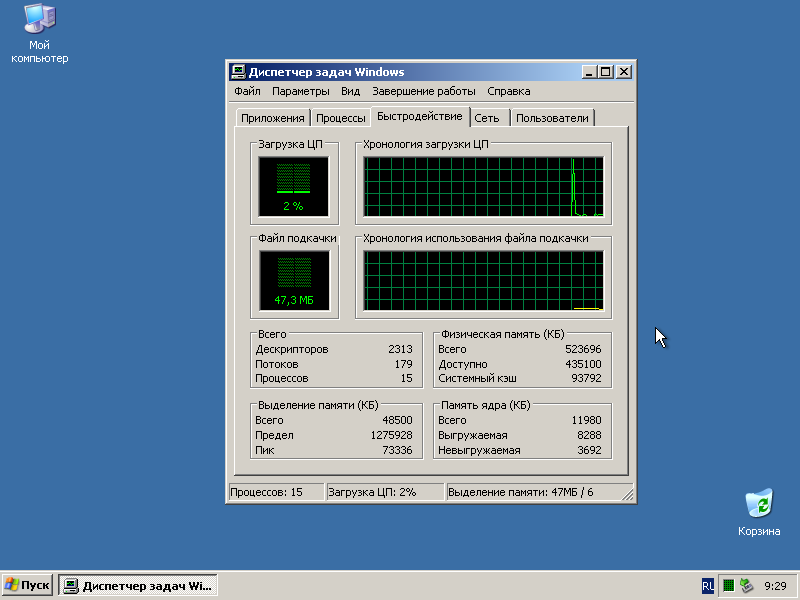 Мой
компьютер
Диспетчер задач Windows
Файл Параметры Вид Завершение работы Справка
Приложения Процессы Быстродействие Сеть Пользователи
Загрузка ЦП
2 %
Хронология загрузки ЦП
Файл подкачки
47,3 МБ
Хронология использования файла подкачки
Всего
Дескрипторов 2313
Потоков 179
Процессов 15
Физическая память (КБ)
Всего 523696
Доступно 435100
Системный кэш 93792
Выделение памяти (КБ)
Всего 48500
Предел 1275928
Пик 73336
Память ядра (КБ)
Всего 11980
Выгружаемая 8288
Невыгружаемая 3692
Процессов: 15 Загрузка ЦП: 2% Выделение памяти: 47МБ / 6
Корзина
Пуск Диспетчер задач Wi... RU 9:29